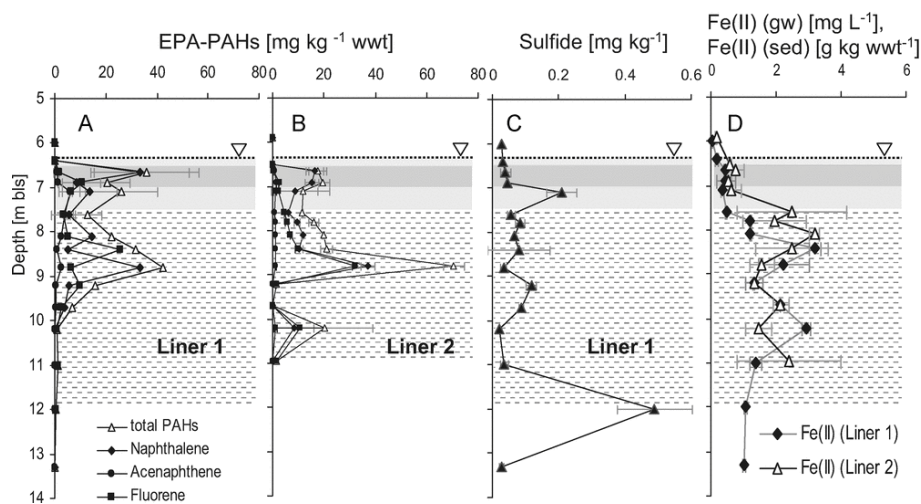 EPA-PAHs [mg kg ⁻¹ wwt]
Sulfide [mg kg⁻¹]
Fe(II) (gw) [mg L⁻¹],
Fe(II) (sed) [g kg wwt⁻¹]
0 20 40 60 80
0 20 40 60 80
0 0.2 0.4 0.6
0 2 4 6
Depth [m bls]
5
6
7
8
9
10
11
12
13
14
A
B
C
D
Liner 1
Liner 2
Liner 1
total PAHs
Naphthalene
Acenaphthene
Fluorene
Fe(II) (Liner 1)
Fe(II) (Liner 2)